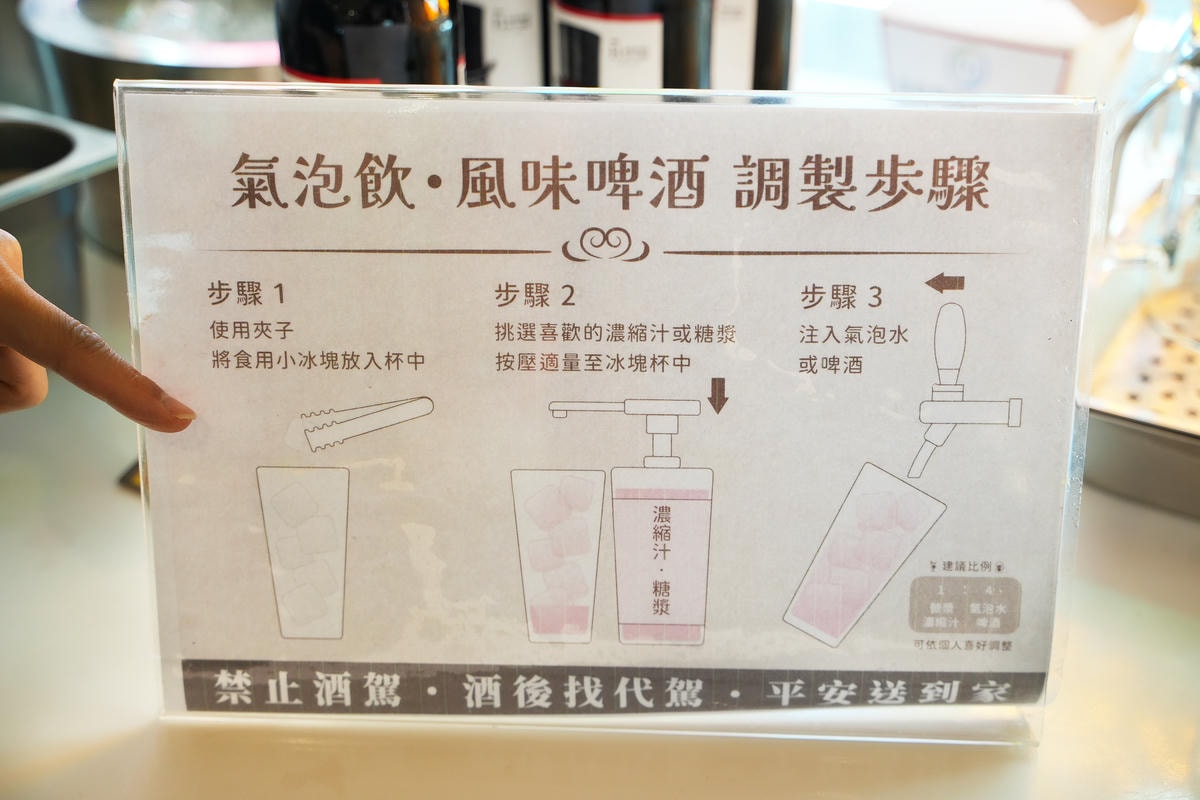 氣泡飲·風味啤酒 調製步驟
步驟 1
使用夾子
將食用小冰塊放入杯中
步驟 2
挑選喜歡的濃縮汁或糖漿
按壓適量至冰塊杯中
濃縮汁·糖漿
步驟 3
注入氣泡水
或啤酒
建議比例
1 : 4
糖漿 氣泡水
濃縮汁 啤酒
可依個人喜好調整
禁止酒駕·酒後找代駕·平安送到家